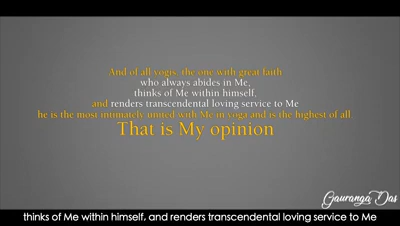 And of all yogis, the one with great faith
who always abides in Me,
thinks of Me within himself,
and renders transcendental loving service to Me
he is the most intimately united with Me in yoga and is the highest of all.
That is My opinion
Gauranga Das
thinks of Me within himself, and renders transcendental loving service to Me